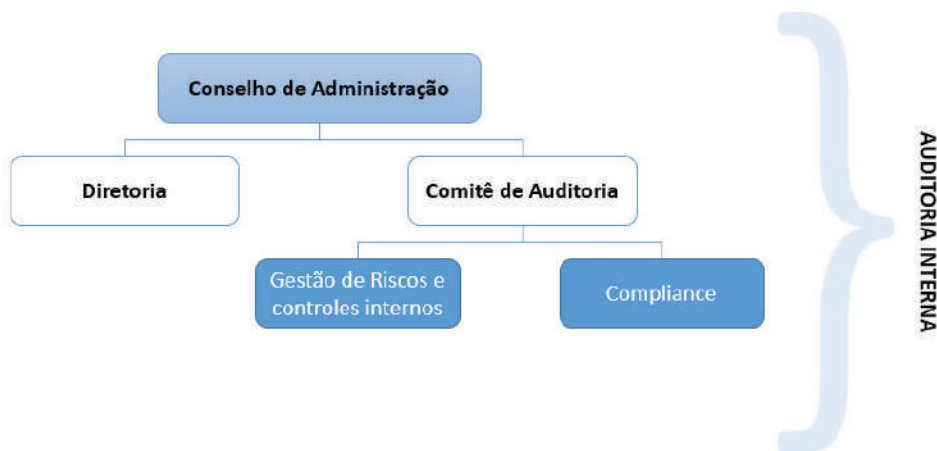 Conselho de Administração
Diretoria
Comitê de Auditoria
Gestão de Riscos e
controles internos
Compliance
AUDITORIA INTERNA